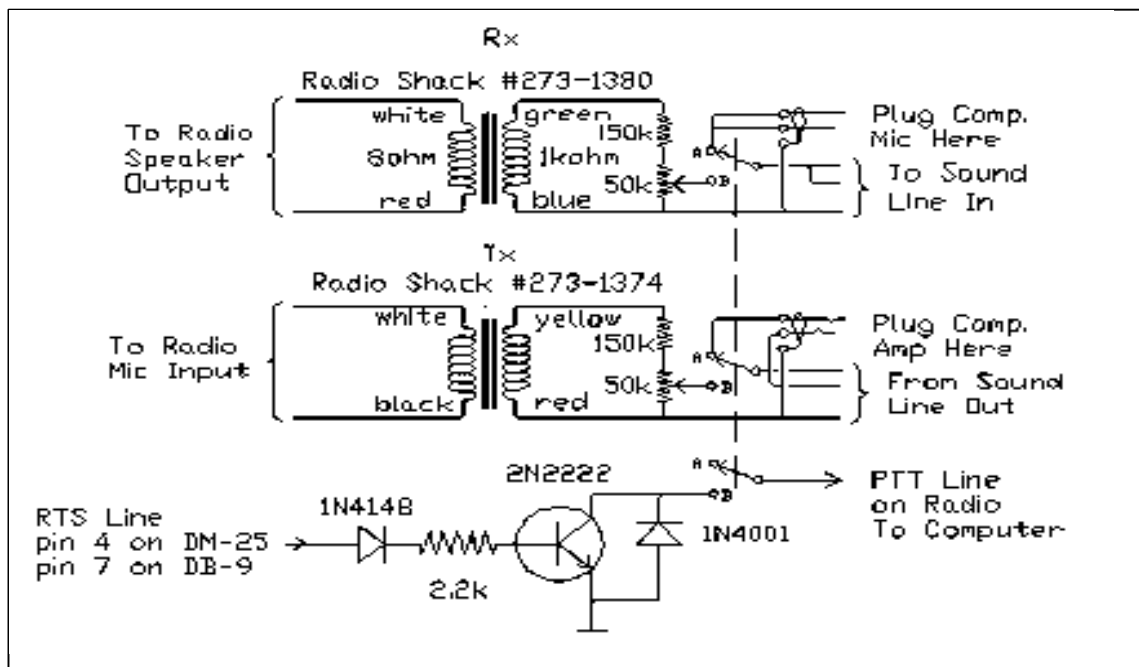 Rx
Radio Shack #273-1380
white
green
To Radio
Speaker
Output
8ohm
1kohm
150k
50k
A
B
Plug Comp.
Mic Here
To Sound
Line In
red
blue
Tx
Radio Shack #273-1374
white
yellow
To Radio
Mic Input
150k
50k
A
B
Plug Comp.
Amp Here
From Sound
Line Out
black
red
2N2222
A
B
PTT Line
on Radio
To Computer
1N4148
1N4001
RTS Line
pin 4 on DM-25
pin 7 on DB-9
2.2k